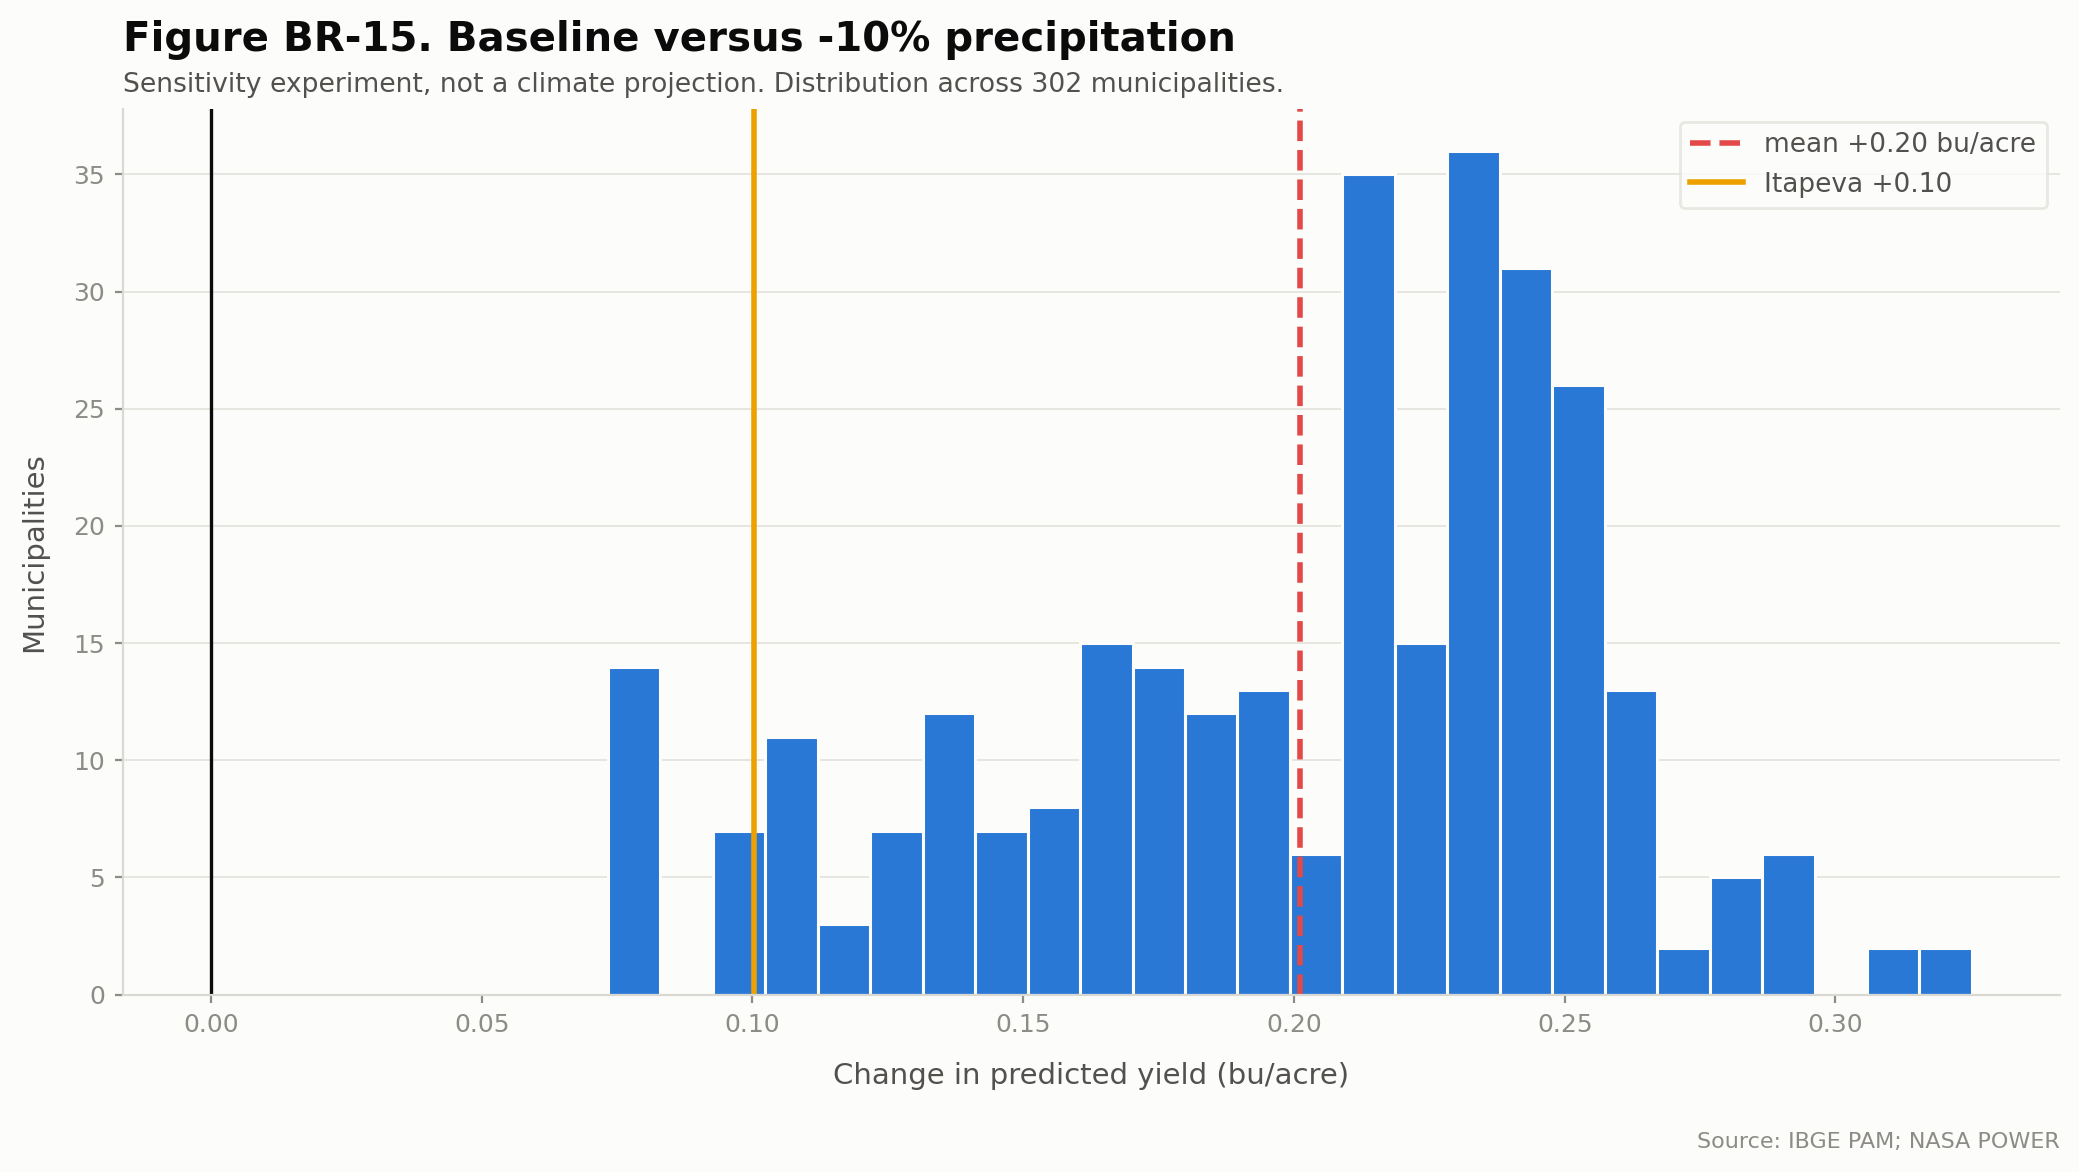 Figure BR-15. Baseline versus -10% precipitation
Sensitivity experiment, not a climate projection. Distribution across 302 municipalities.
mean +0.20 bu/acre
Itapeva +0.10
Municipalities
35
30
25
20
15
10
5
0
0.00 0.05 0.10 0.15 0.20 0.25 0.30
Change in predicted yield (bu/acre)
Source: IBGE PAM; NASA POWER